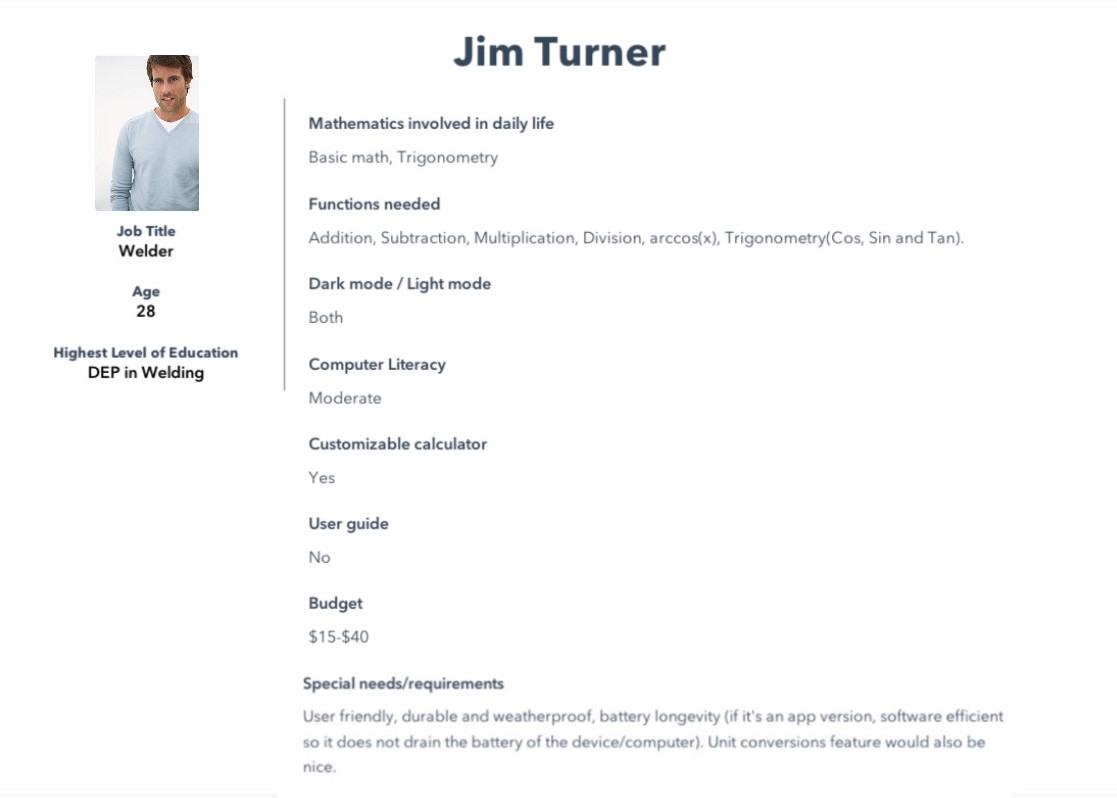 Jim Turner
Job Title
Welder
Age
28
Highest Level of Education
DEP in Welding
Mathematics involved in daily life
Basic math, Trigonometry
Functions needed
Addition, Subtraction, Multiplication, Division, arccos(x), Trigonometry(Cos, Sin and Tan).
Dark mode / Light mode
Both
Computer Literacy
Moderate
Customizable calculator
Yes
User guide
No
Budget
$15-$40
Special needs/requirements
User friendly, durable and weatherproof, battery longevity (if it's an app version, software efficient
so it does not drain the battery of the device/computer). Unit conversions feature would also be
nice.